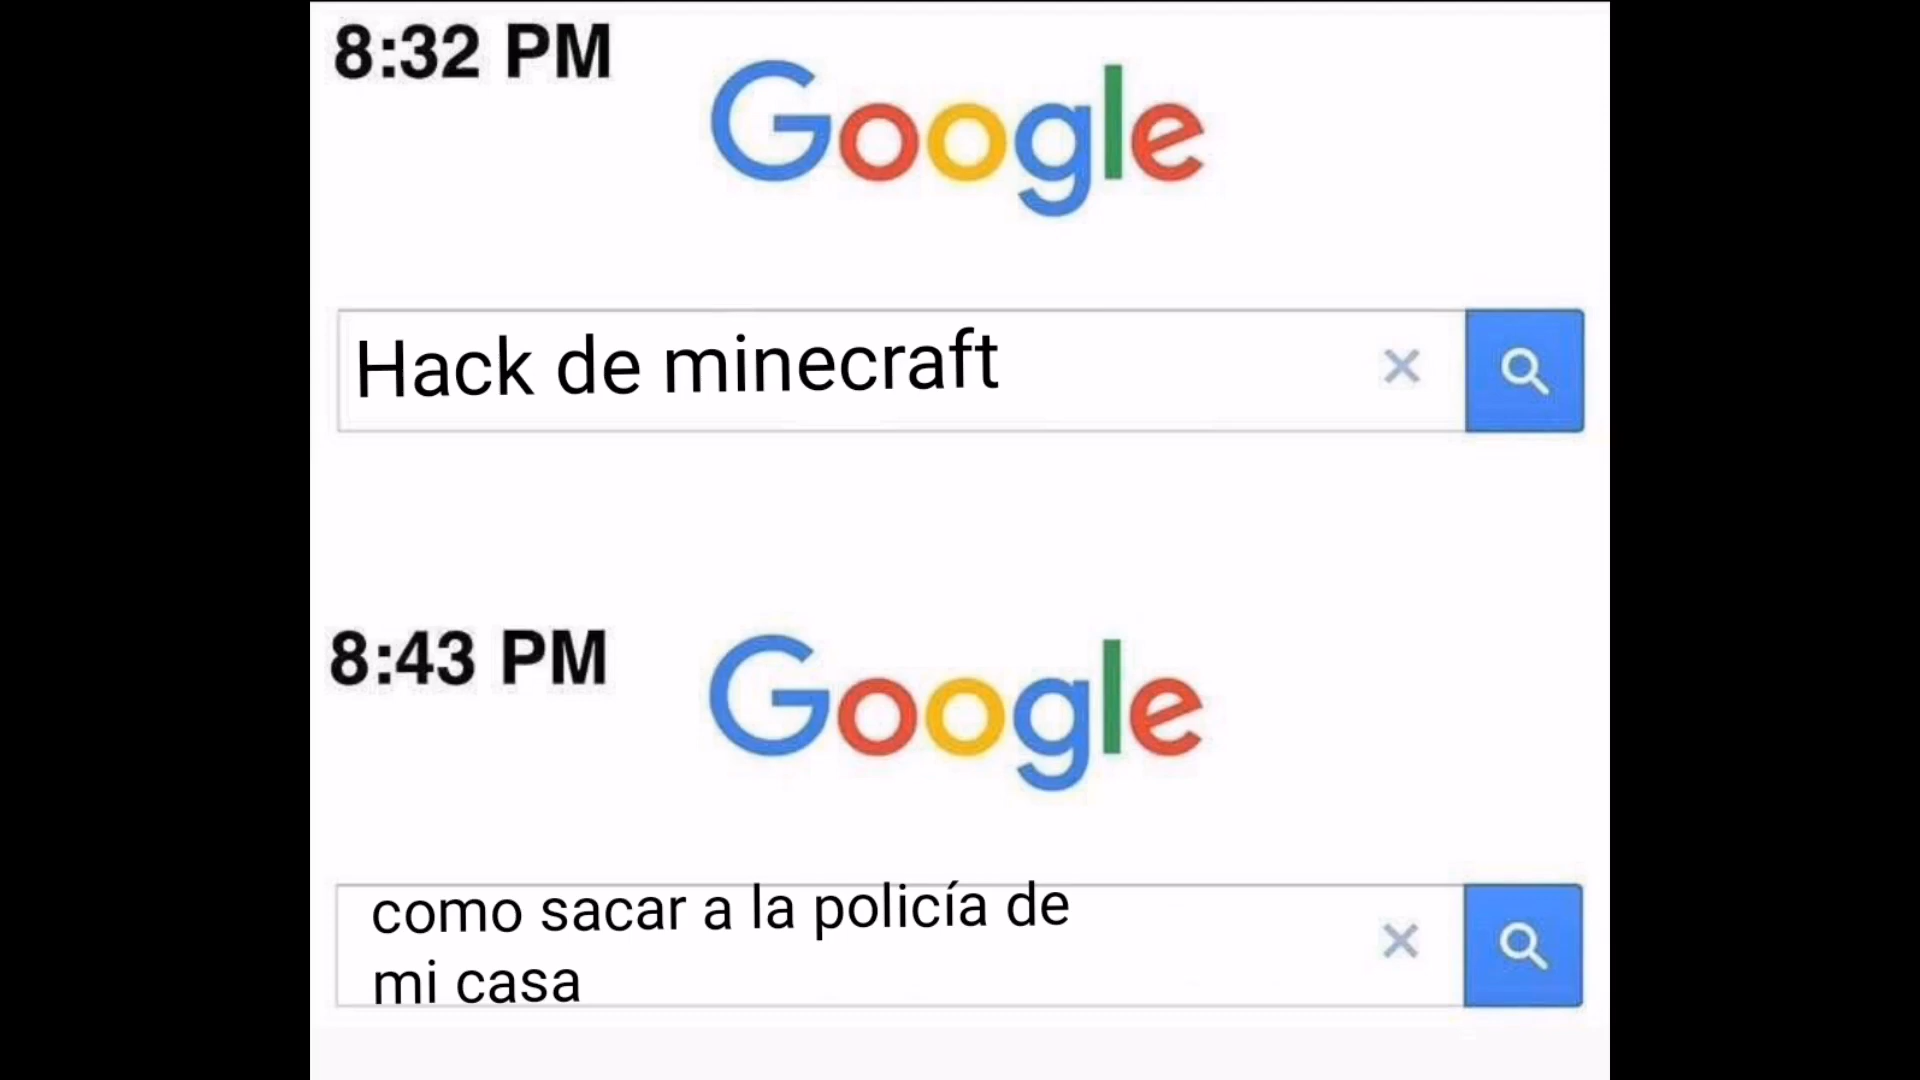 8:32 PM
Google
Hack de minecraft
8:43 PM
Google
como sacar a la policía de
mi casa